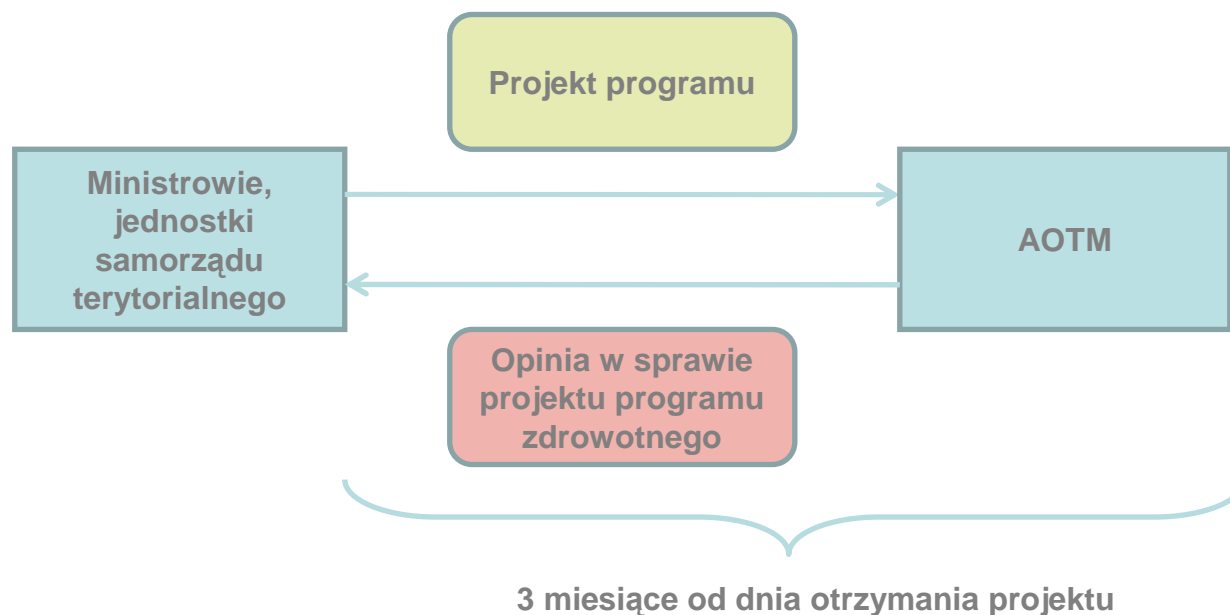 Projekt programu
Ministrowie,
jednostki
samorządu
terytorialnego
AOTM
Opinia w sprawie
projektu programu
zdrowotnego
3 miesiące od dnia otrzymania projektu